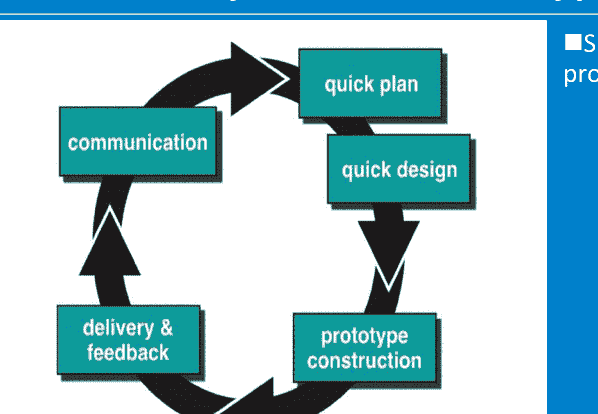 quick plan
communication
quick design
delivery &
feedback
prototype
construction